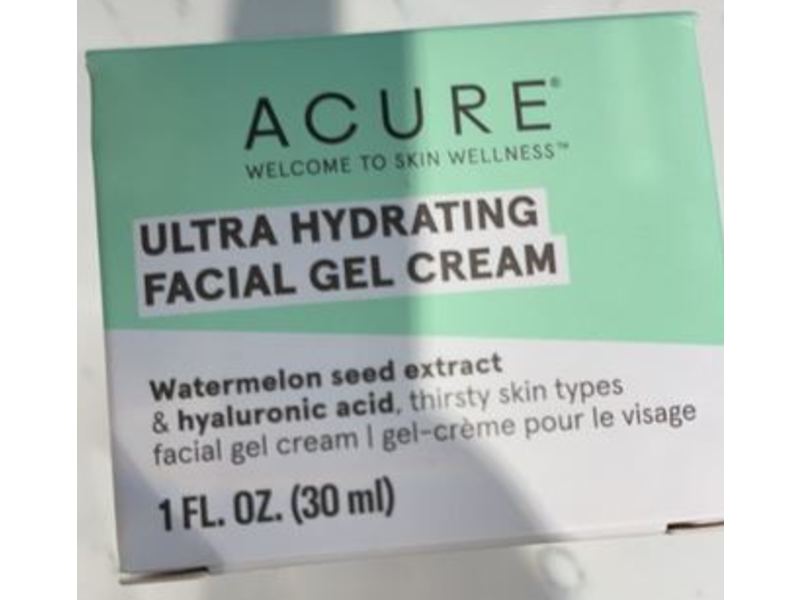 ACURE®
WELCOME TO SKIN WELLNESS™
ULTRA HYDRATING
FACIAL GEL CREAM
Watermelon seed extract
& hyaluronic acid, thirsty skin types
facial gel cream | gel-crème pour le visage
1 FL. OZ. (30 ml)